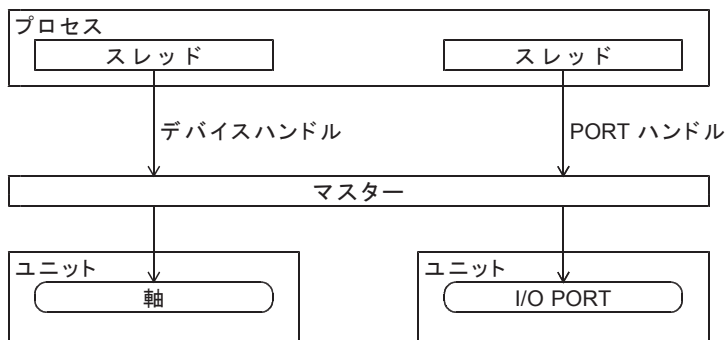 プロセス
スレッド
スレッド
デバイスハンドル
PORT ハンドル
マスター
ユニット
ユニット
軸
I/O PORT